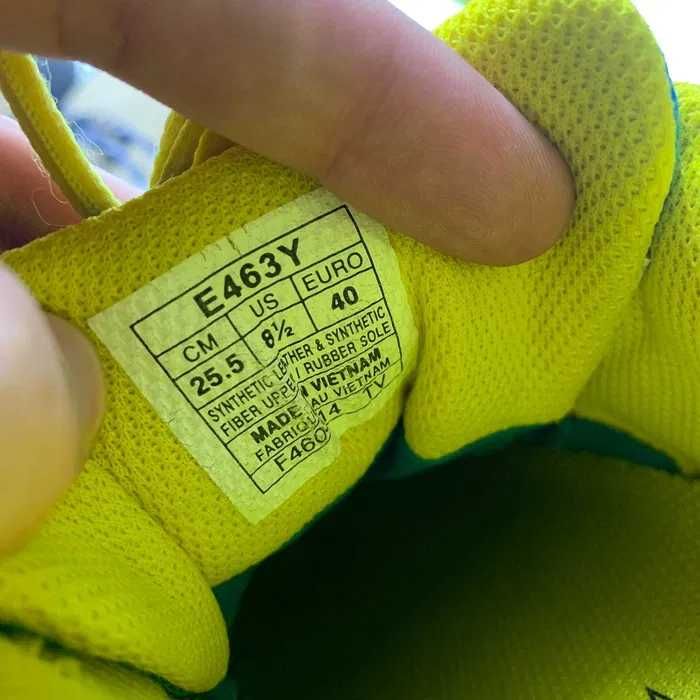 E463Y
CM US EURO
25.5 8½ 40
SYNTHETIC LEATHER & SYNTHETIC
FIBER UPPER/ RUBBER SOLE
MADE IN VIETNAM
FABRIQU AU VIETNAM
F460 14 TV